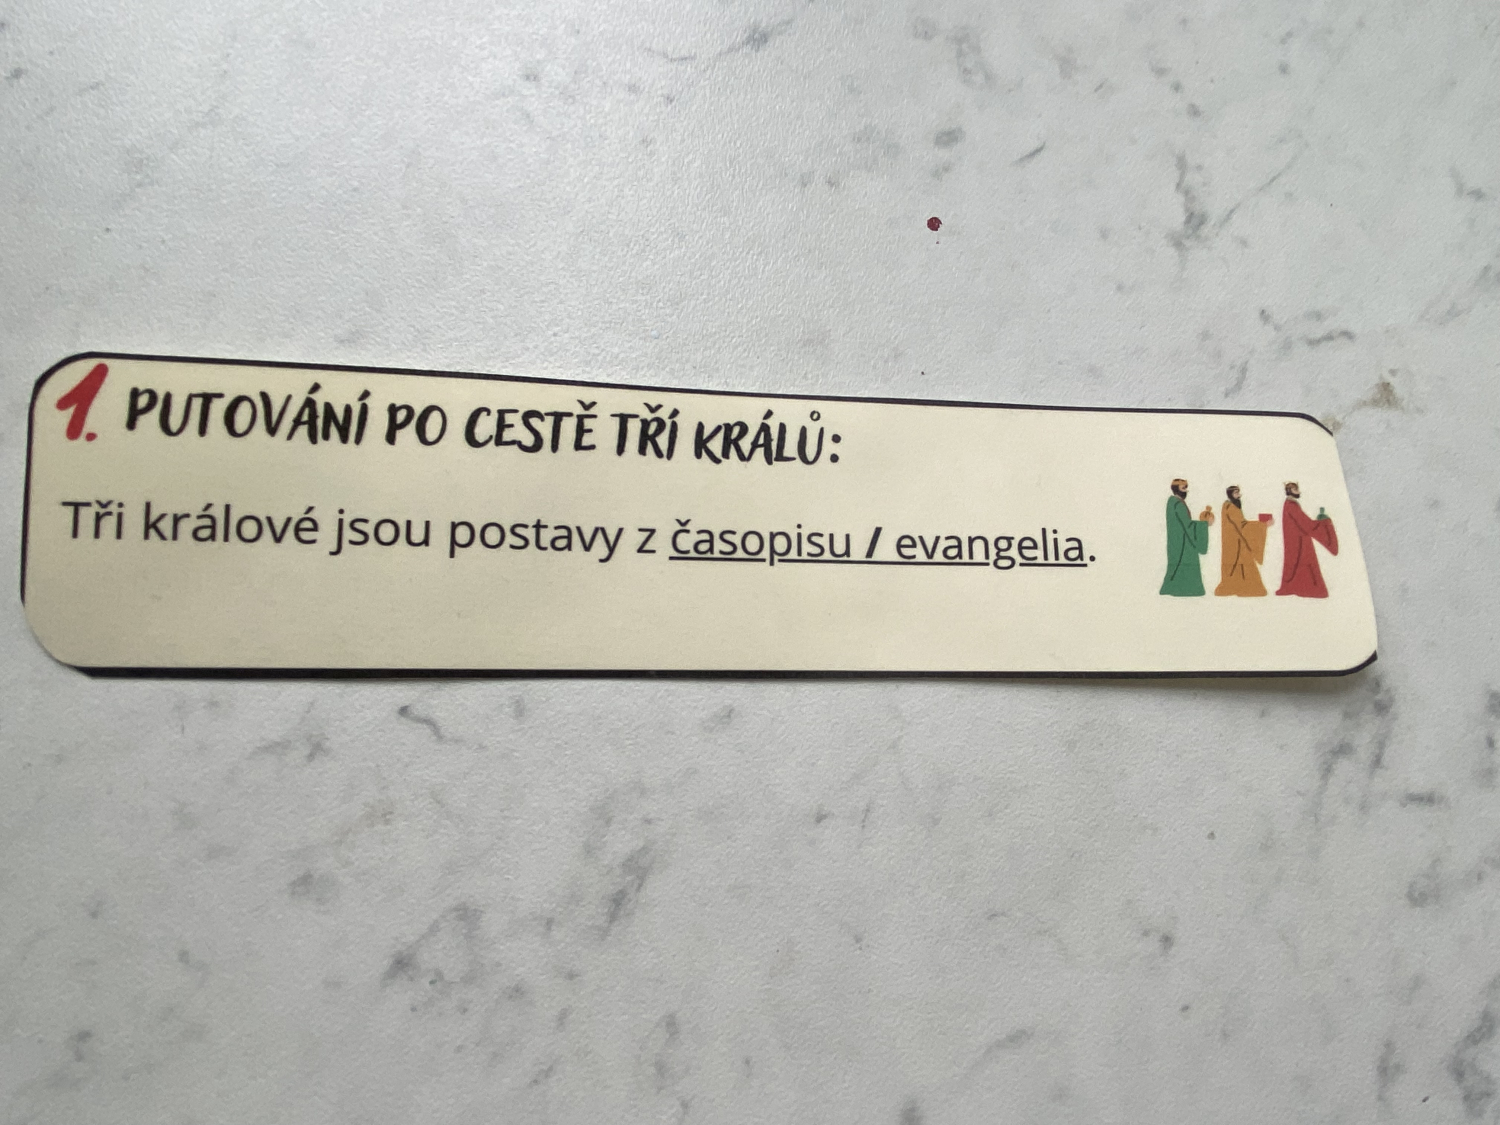 1. PUTOVÁNÍ PO CESTĚ TŘÍ KRÁLŮ:
Tři králové jsou postavy z časopisu / evangelia.